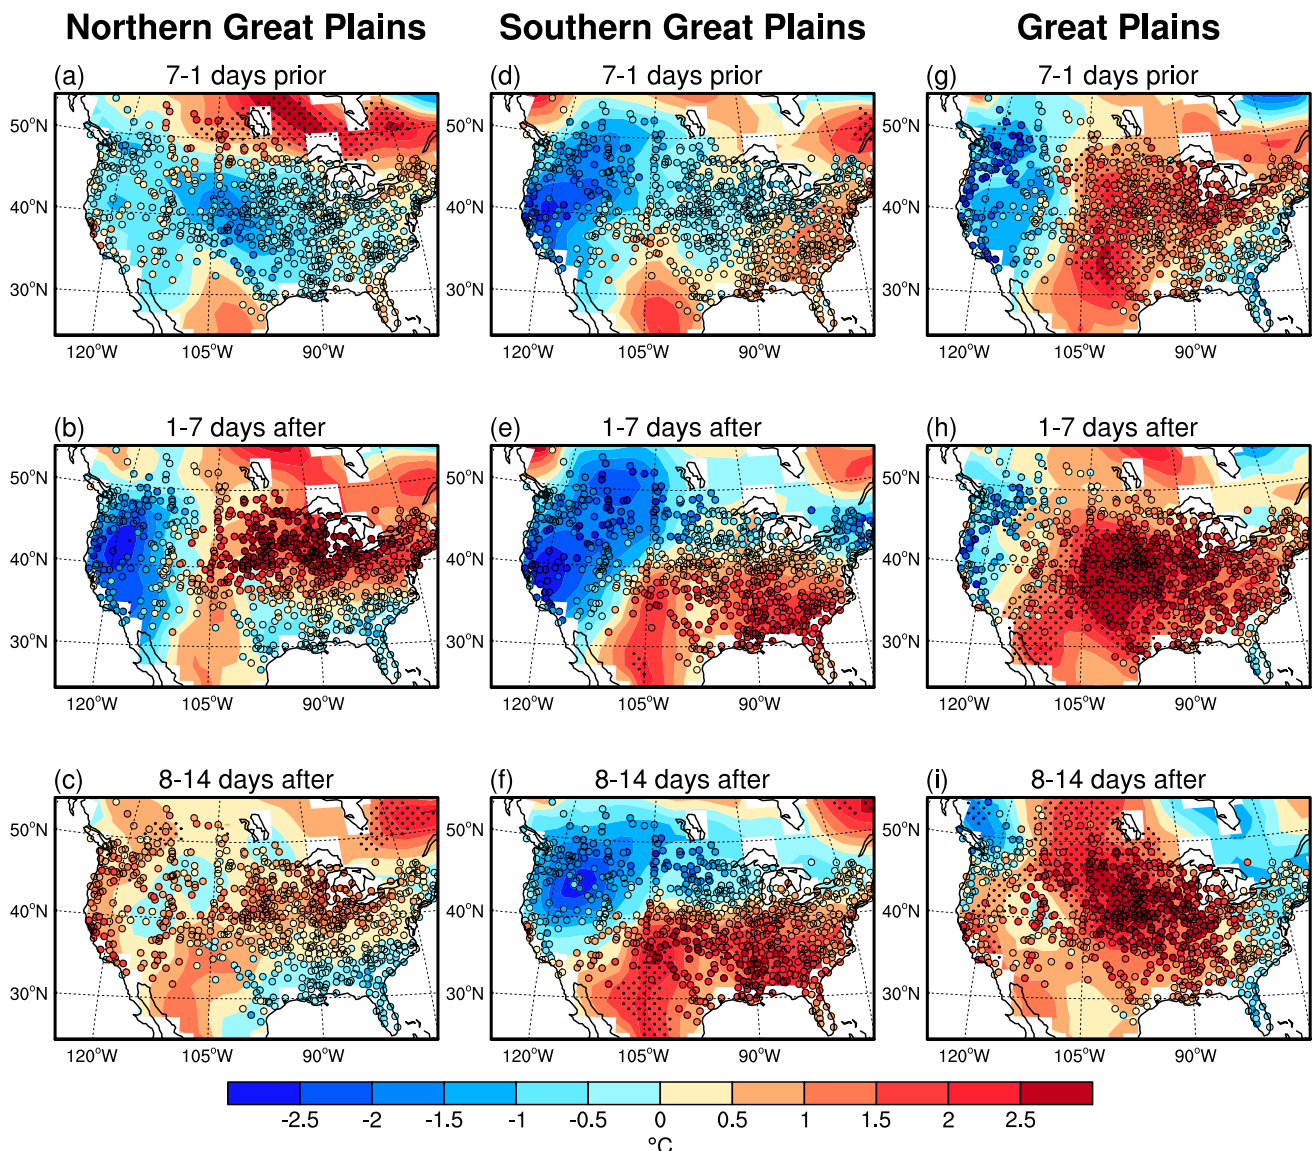 Northern Great Plains Southern Great Plains Great Plains
(a) 7-1 days prior (d) 7-1 days prior (g) 7-1 days prior
50°N 50°N 50°N
40°N 40°N 40°N
30°N 30°N 30°N
120°W 105°W 90°W 120°W 105°W 90°W 120°W 105°W 90°W
(b) 1-7 days after (e) 1-7 days after (h) 1-7 days after
50°N 50°N 50°N
40°N 40°N 40°N
30°N 30°N 30°N
120°W 105°W 90°W 120°W 105°W 90°W 120°W 105°W 90°W
(c) 8-14 days after (f) 8-14 days after (i) 8-14 days after
50°N 50°N 50°N
40°N 40°N 40°N
30°N 30°N 30°N
120°W 105°W 90°W 120°W 105°W 90°W 120°W 105°W 90°W
-2.5 -2 -1.5 -1 -0.5 0 0.5 1 1.5 2 2.5
°C